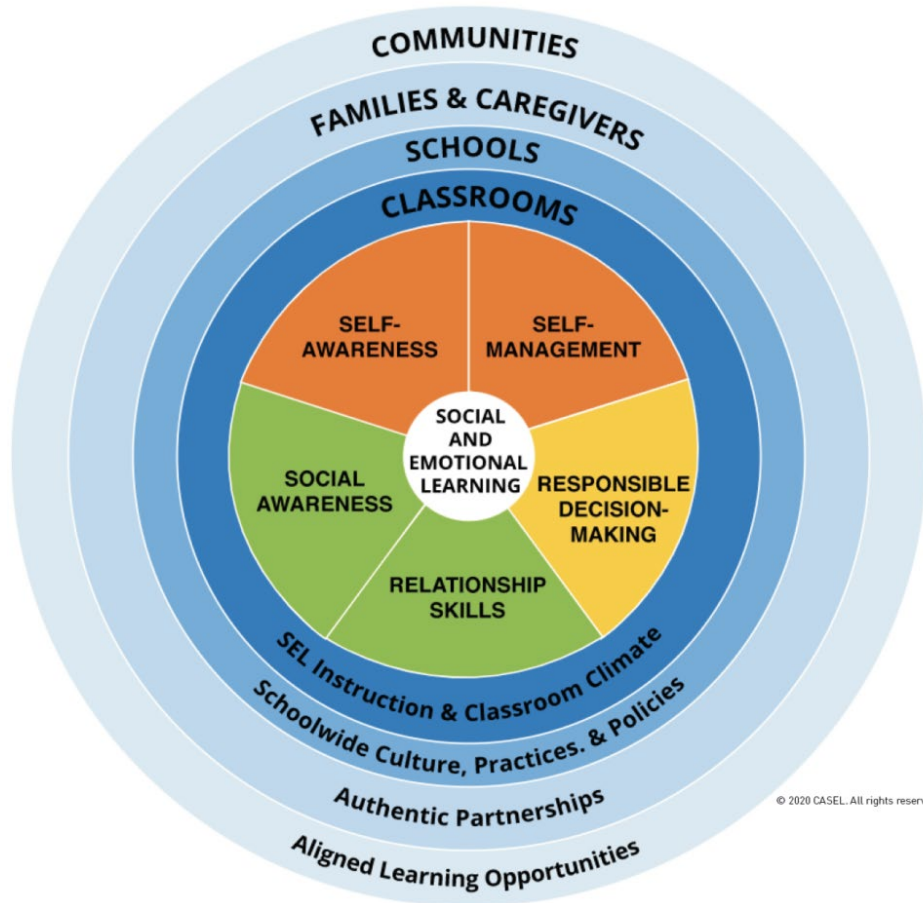 COMMUNITIES
FAMILIES & CAREGIVERS
SCHOOLS
CLASSROOMS
SELF-
AWARENESS
SELF-
MANAGEMENT
SOCIAL
AND
EMOTIONAL
LEARNING
SOCIAL
AWARENESS
RESPONSIBLE
DECISION-
MAKING
RELATIONSHIP
SKILLS
SEL Instruction & Classroom Climate
Schoolwide Culture, Practices. & Policies
Authentic Partnerships
Aligned Learning Opportunities
© 2020 CASEL. All rights reserv